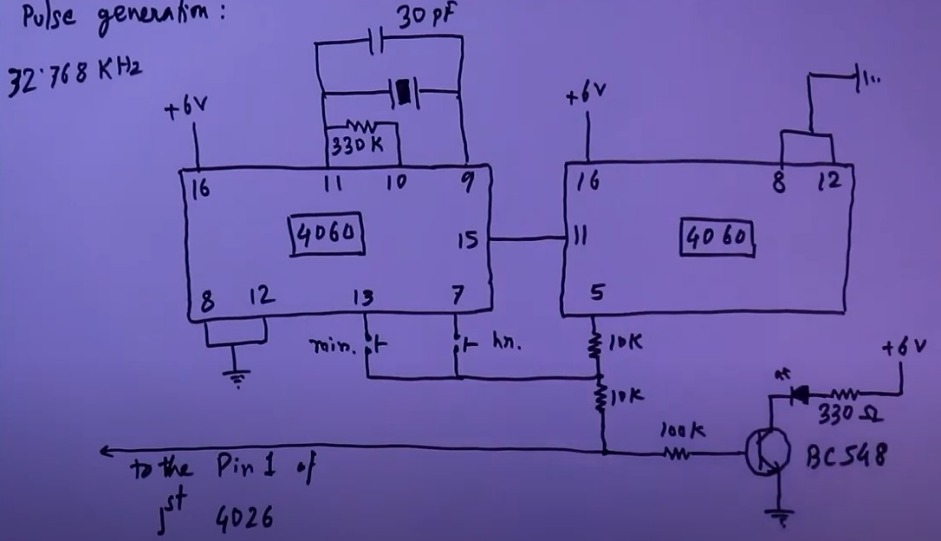 Pulse generation :
30 pF
32.768 KHz
+6V
+6V
330K
16 11 10 9
16 8 12
4060
15
11
4060
8 12 13 7
5
min.
hr.
10K
+6V
10K
330 Ω
100K
BC548
to the Pin 1 of
1st 4026